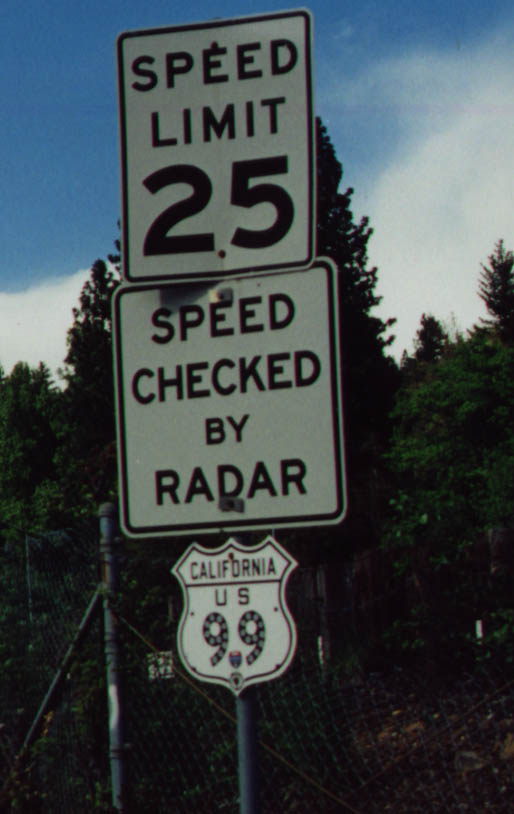 SPEED
LIMIT
25
SPEED
CHECKED
BY
RADAR
CALIFORNIA
US
99